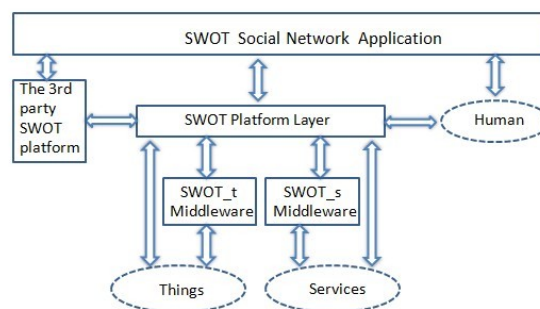 SWOT Social Network Application
The 3rd
party
SWOT
platform
SWOT Platform Layer
Human
SWOT_t
Middleware
SWOT_s
Middleware
Things
Services